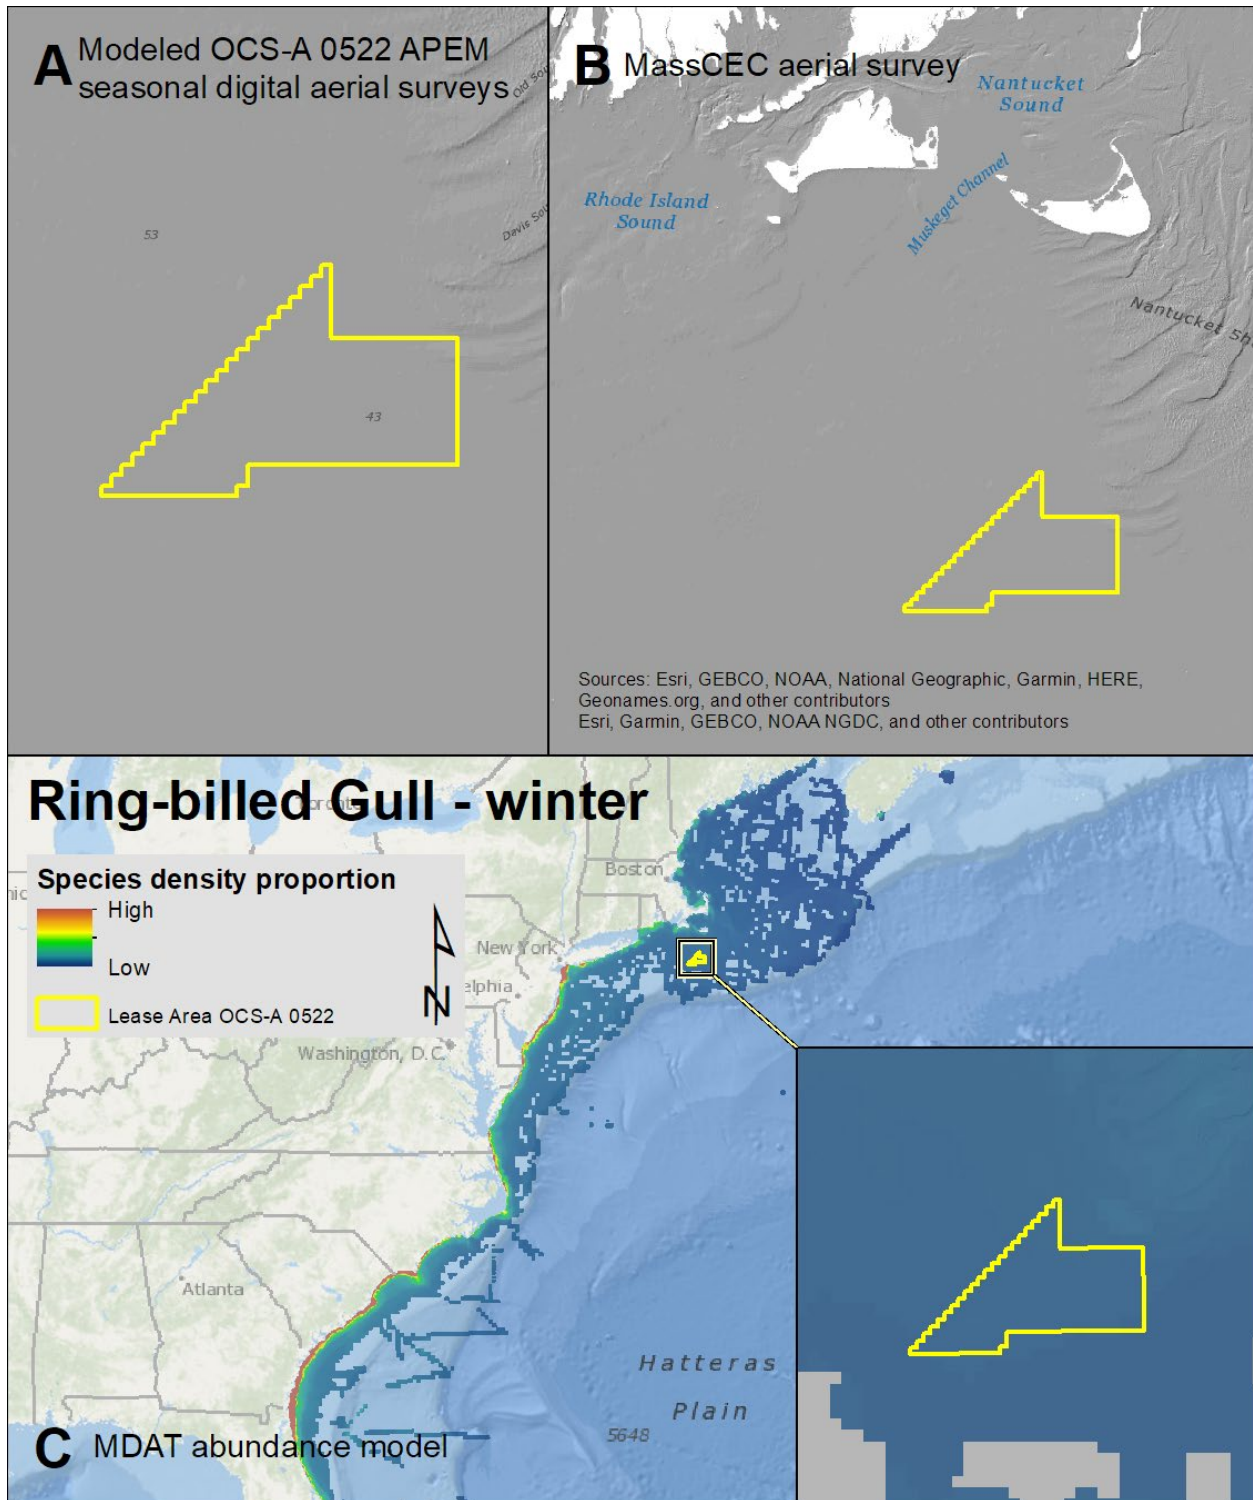 A Modeled OCS-A 0522 APEM
seasonal digital aerial surveys
53
43
B MassCEC aerial survey
Nantucket
Sound
Rhode Island
Sound
Muskeget Channel
Sources: Esri, GEBCO, NOAA, National Geographic, Garmin, HERE,
Geonames.org, and other contributors
Esri, Garmin, GEBCO, NOAA NGDC, and other contributors
Ring-billed Gull - winter
Species density proportion
High
Low
Lease Area OCS-A 0522
N
Boston
New York
elphia
Washington, D.C.
Atlanta
Hatteras
Plain
5648
C MDAT abundance model